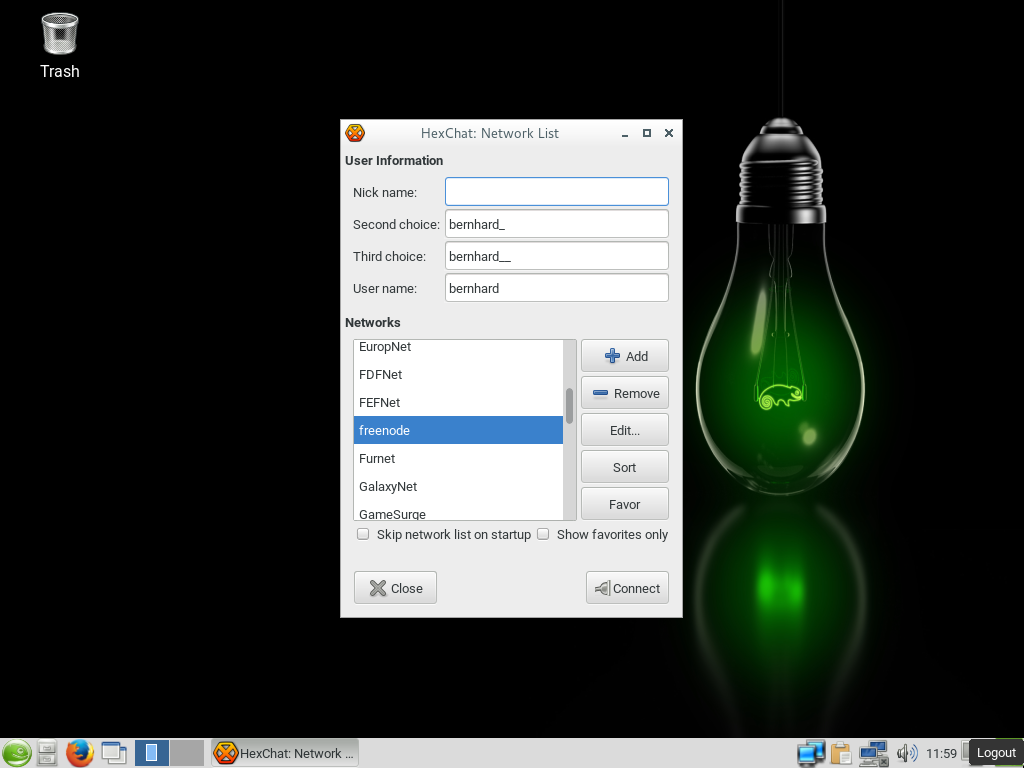 Trash
HexChat: Network List
User Information
Nick name:
Second choice: bernhard_
Third choice: bernhard__
User name: bernhard
Networks
EuropNet
FDFNet
FEFNet
freenode
Furnet
GalaxyNet
GameSurge
Add
Remove
Edit...
Sort
Favor
Skip network list on startup
Show favorites only
Close
Connect
HexChat: Network ...
11:59
Logout